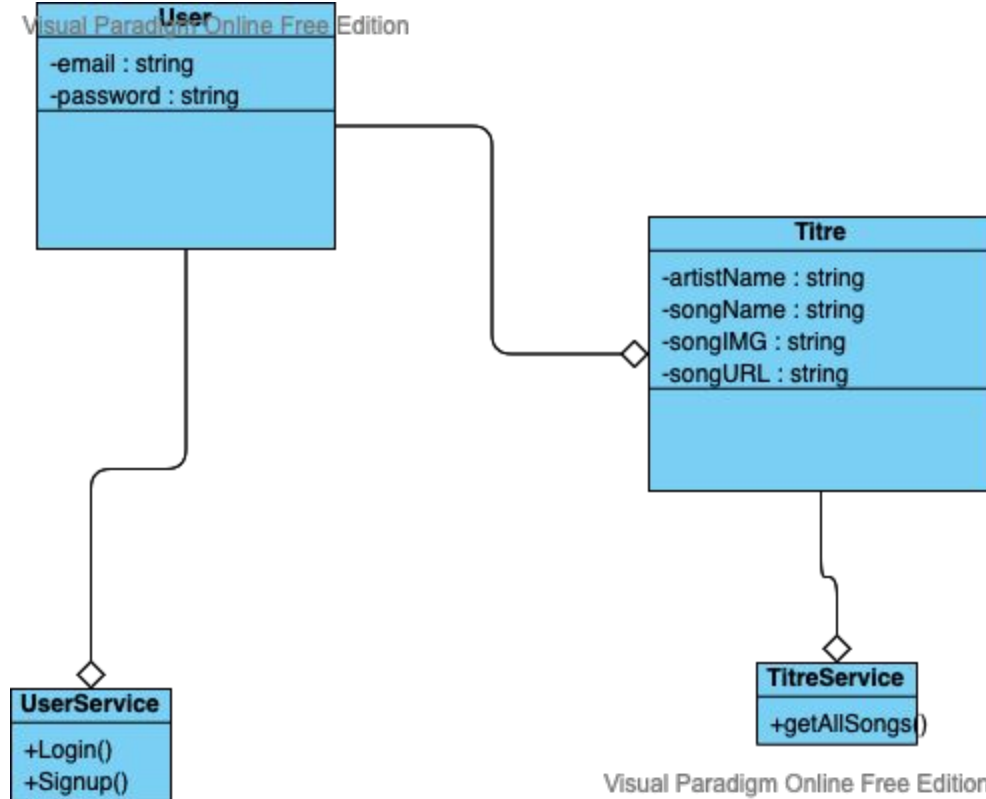 User
Visual Paradigm Online Free Edition
-email : string
-password : string
Titre
-artistName : string
-songName : string
-songIMG : string
-songURL : string
UserService
+Login()
+Signup()
TitreService
+getAllSongs()
Visual Paradigm Online Free Edition